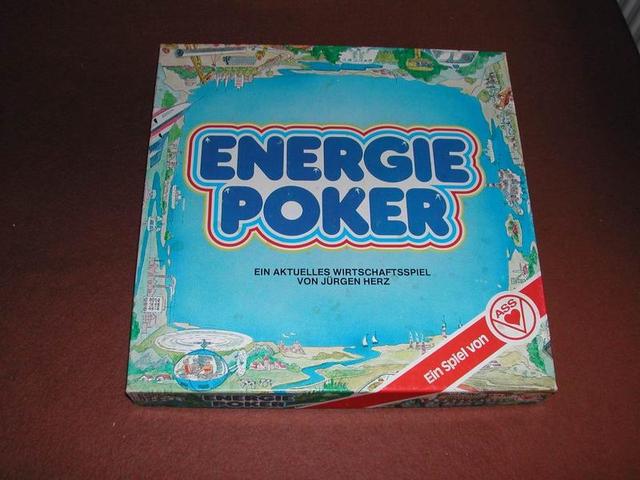 ENERGIE
POKER
EIN AKTUELLES WIRTSCHAFTSSPIEL
VON JÜRGEN HERZ
Ein Spiel von
ASS
ENERGIE
POKER